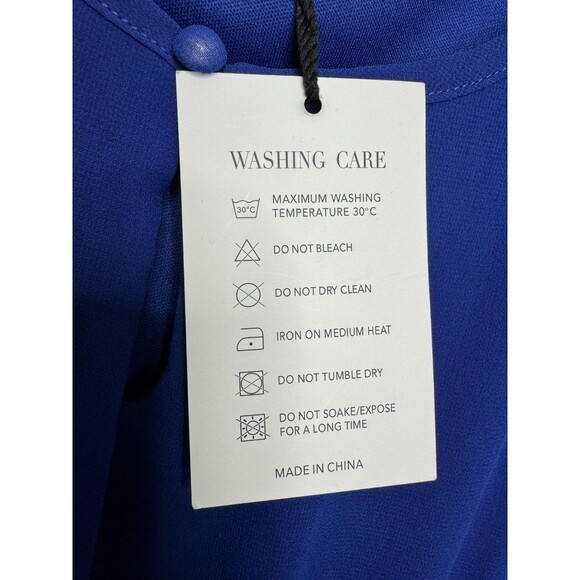 WASHING CARE
30°C
MAXIMUM WASHING
TEMPERATURE 30°C
DO NOT BLEACH
DO NOT DRY CLEAN
IRON ON MEDIUM HEAT
DO NOT TUMBLE DRY
DO NOT SOAKE/EXPOSE
FOR A LONG TIME
MADE IN CHINA